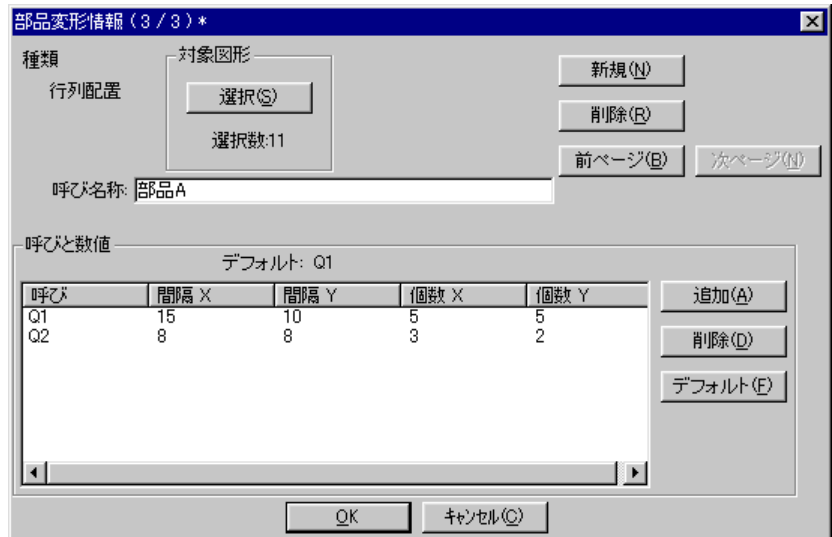 部品変形情報(3/3)*
種類
対象図形
行列配置
選択(S)
選択数:11
新規(N)
削除(R)
前ページ(B)
次ページ(N)
呼び名称: 部品A
呼びと数値
デフォルト: Q1
呼び 間隔 X 間隔 Y 個数 X 個数 Y
Q1 15 10 5 5
Q2 8 8 3 2
追加(A)
削除(D)
デフォルト(F)
OK
キャンセル(C)